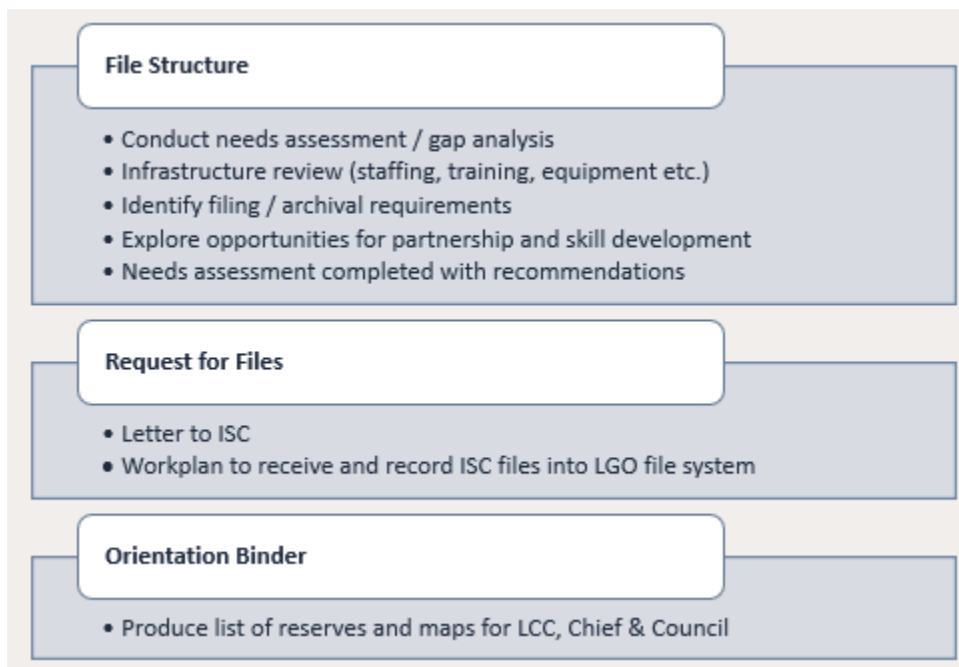 File Structure
• Conduct needs assessment / gap analysis
• Infrastructure review (staffing, training, equipment etc.)
• Identify filing / archival requirements
• Explore opportunities for partnership and skill development
• Needs assessment completed with recommendations
Request for Files
• Letter to ISC
• Workplan to receive and record ISC files into LGO file system
Orientation Binder
• Produce list of reserves and maps for LCC, Chief & Council